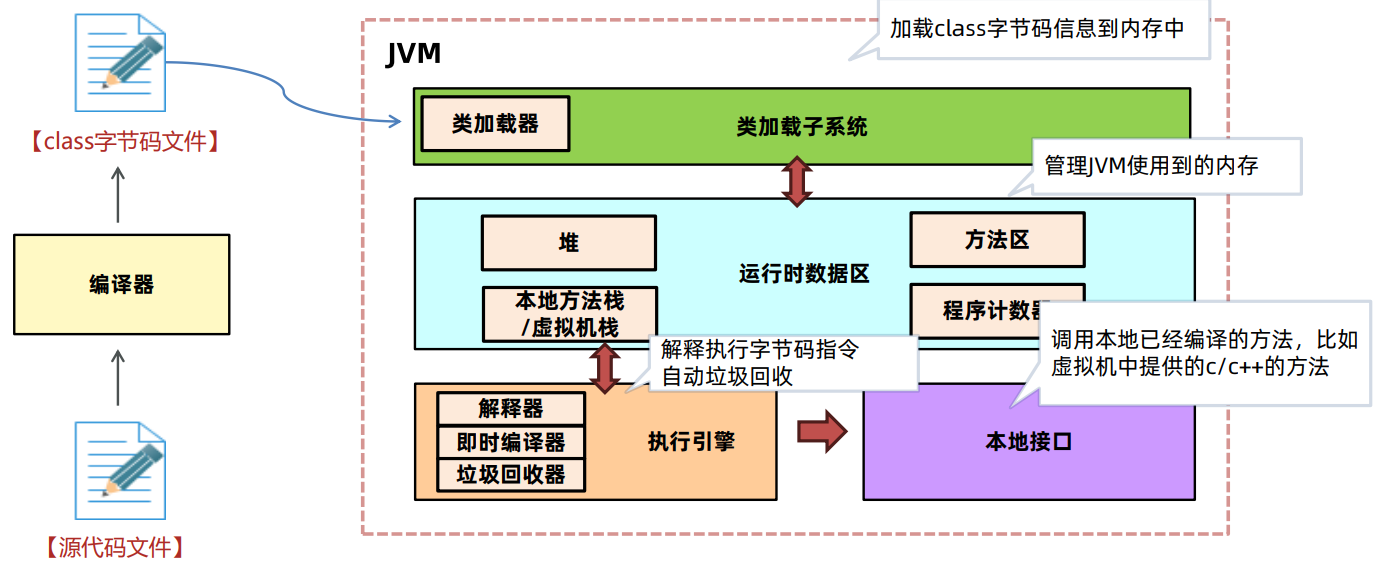 加载class字节码信息到内存中
JVM
类加载器
类加载子系统
【class字节码文件】
管理JVM使用到的内存
堆
方法区
运行时数据区
编译器
本地方法栈
/虚拟机栈
程序计数器
调用本地已经编译的方法，比如
虚拟机中提供的c/c++的方法
解释执行字节码指令
自动垃圾回收
解释器
即时编译器
垃圾回收器
执行引擎
本地接口
【源代码文件】